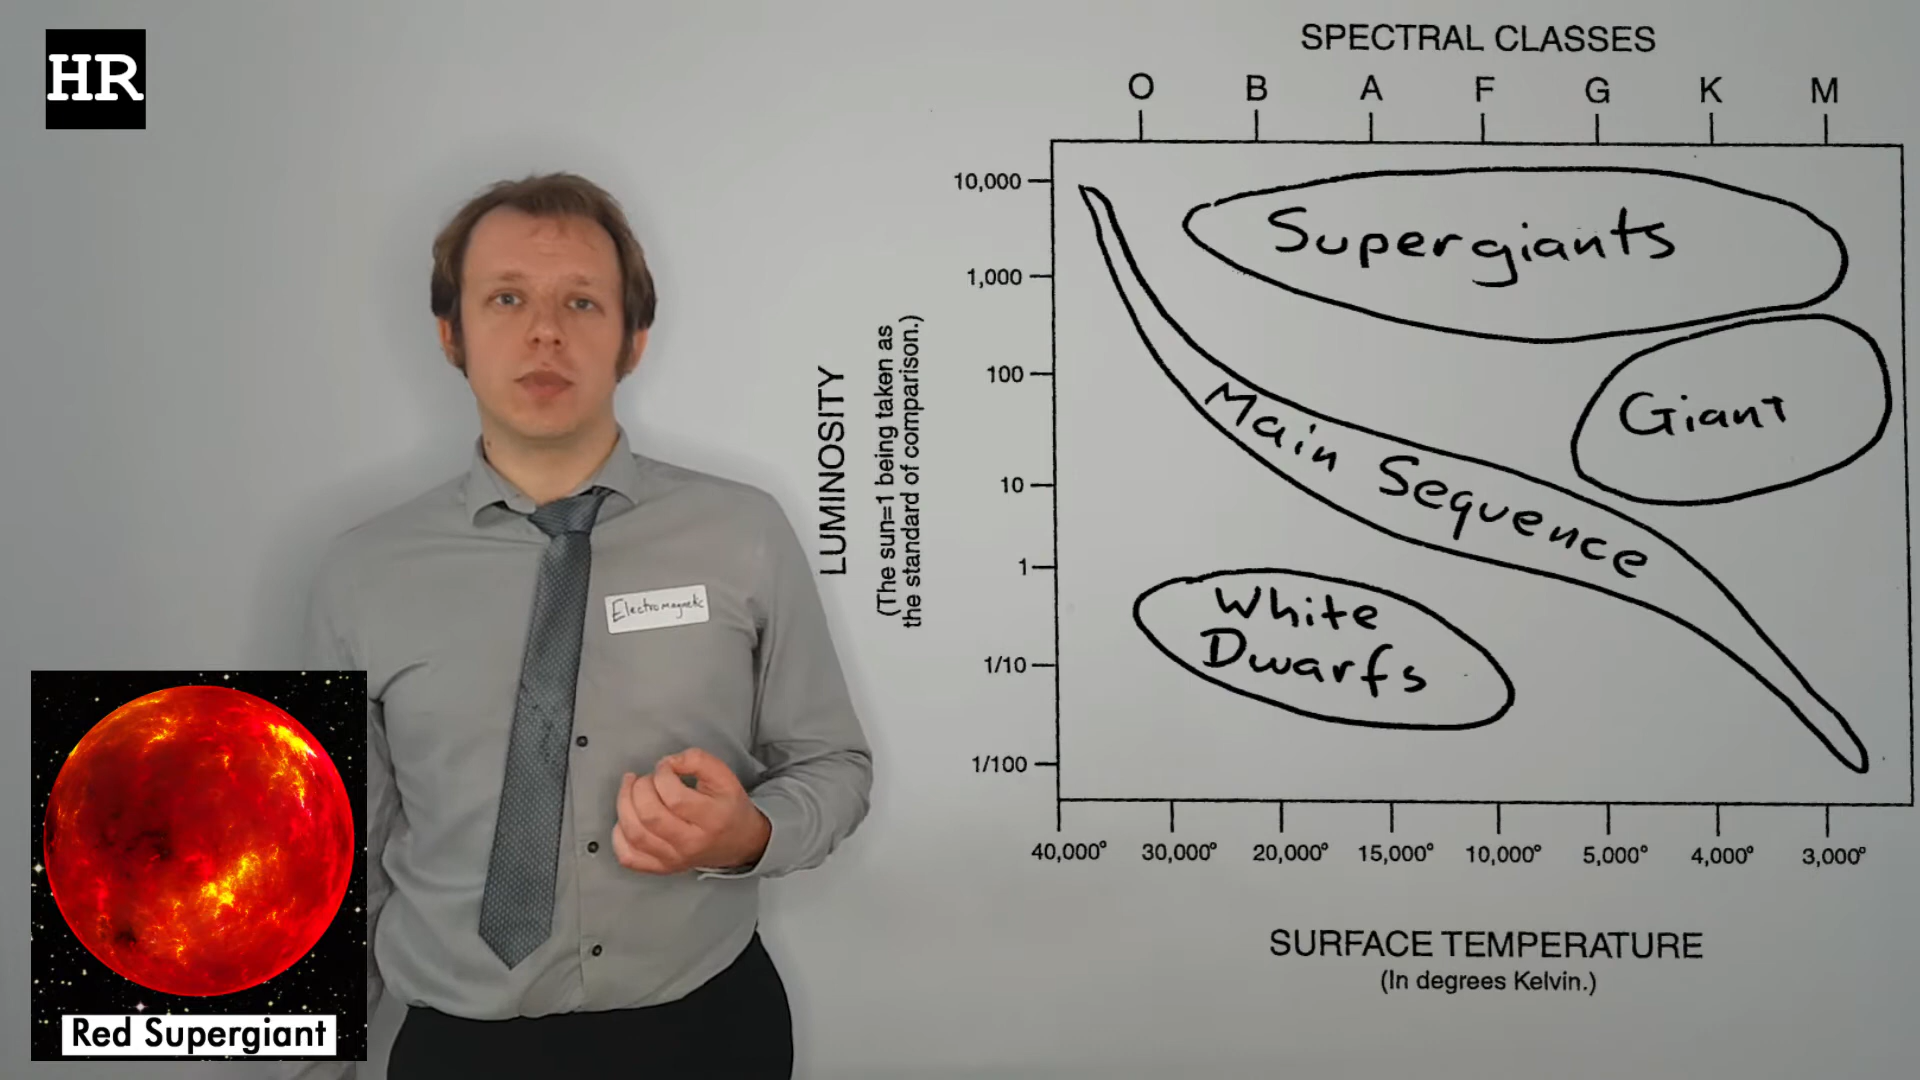 HR
SPECTRAL CLASSES
O B A F G K M
10,000
1,000
100
10
1
1/10
1/100
LUMINOSITY
(The sun=1 being taken as
the standard of comparison.)
Supergiants
Giant
Main Sequence
White
Dwarfs
40,000° 30,000° 20,000° 15,000° 10,000° 5,000° 4,000° 3,000°
SURFACE TEMPERATURE
(In degrees Kelvin.)
Electromagnetic
Red Supergiant